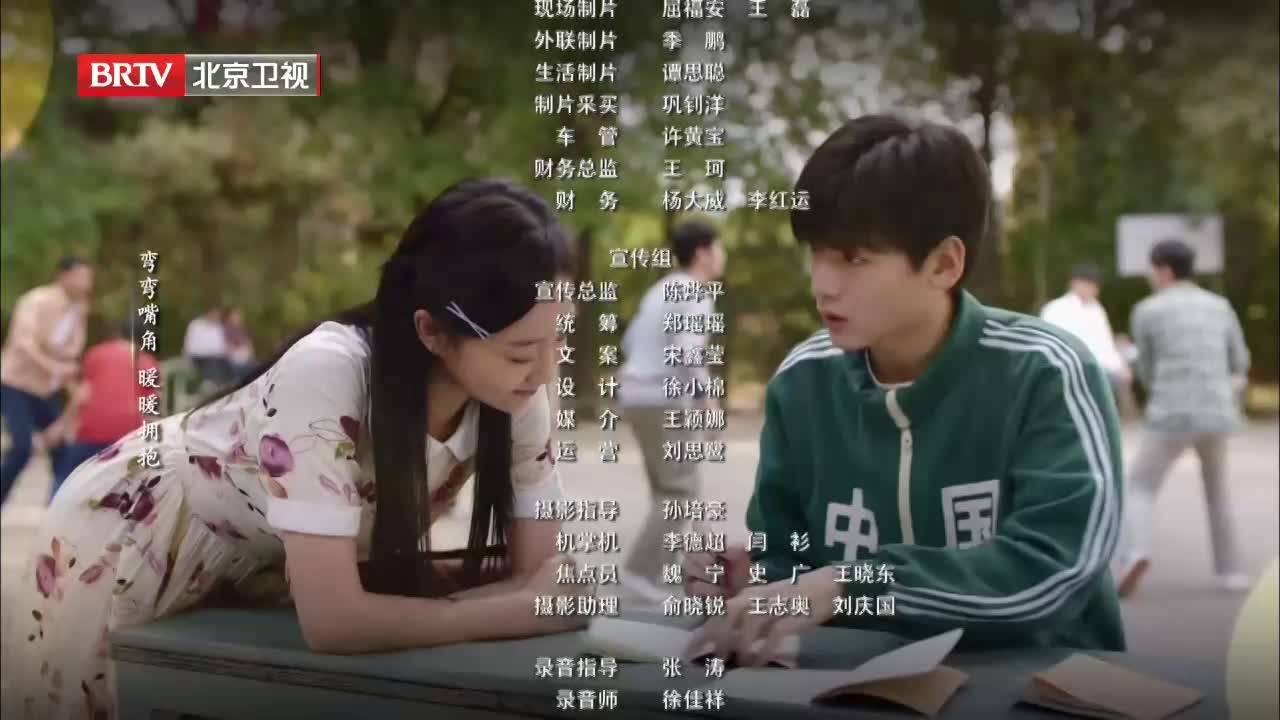 BRTV 北京卫视
现场制片 屈福安 王磊
外联制片 季鹏
生活制片 谭思聪
制片采买 巩钊洋
车管 许黄宝
财务总监 王珂
财务 杨大威 李红运
宣传组
宣传总监 陈烨平
统筹 郑瑶瑶
文案 宋鑫莹
设计 徐小棉
媒介 王颖娜
运营 刘思
摄影指导 孙培豪
机掌机 李德超 闫衫
焦点员 魏宁 史广 王晓东
摄影助理 俞晓锐 王志奥 刘庆国
录音指导 张涛
录音师 徐佳祥
弯弯嘴角 暖暖拥抱
中国